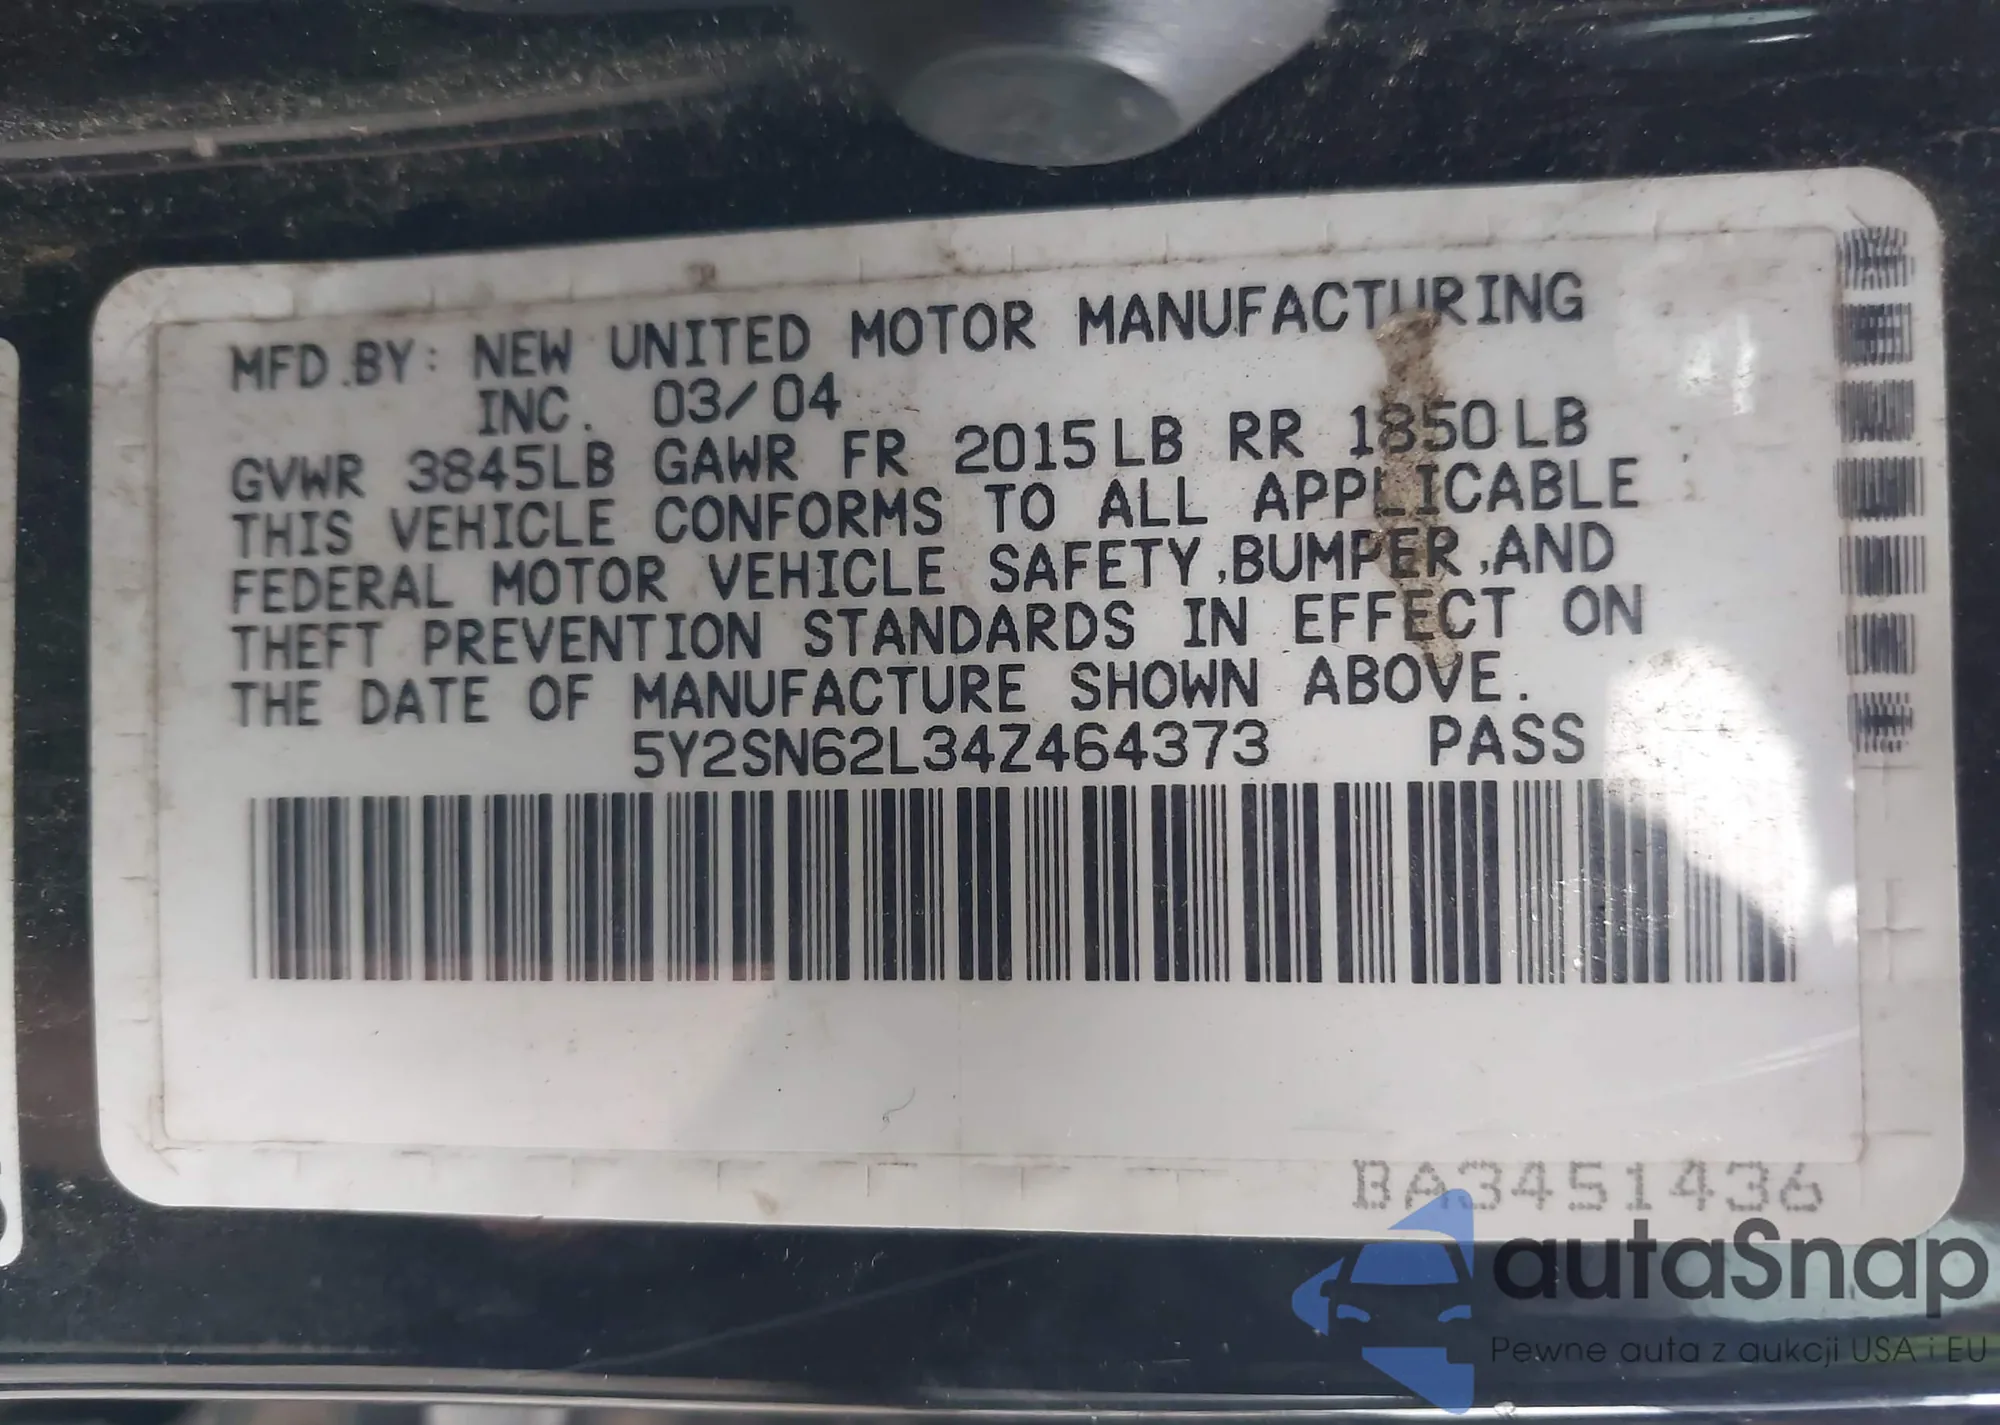 MFD.BY: NEW UNITED MOTOR MANUFACTURING
INC. 03/04
GVWR 3845LB GAWR FR 2015LB RR 1850LB
THIS VEHICLE CONFORMS TO ALL APPLICABLE
FEDERAL MOTOR VEHICLE SAFETY,BUMPER,AND
THEFT PREVENTION STANDARDS IN EFFECT ON
THE DATE OF MANUFACTURE SHOWN ABOVE.
5Y2SN62L34Z464373 PASS
BA3451436
autaSnap
Pewne auta z aukcji USA i EU